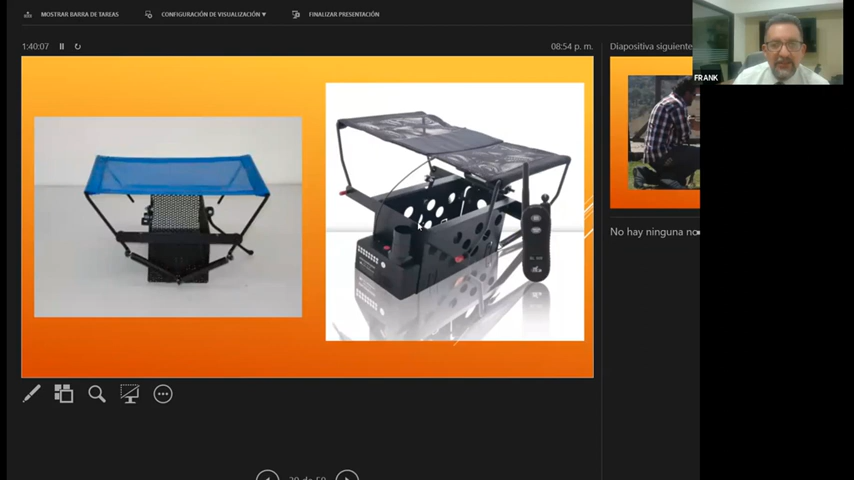 MOSTRAR BARRA DE TAREAS
CONFIGURACIÓN DE VISUALIZACIÓN
FINALIZAR PRESENTACIÓN
1:40:07
08:54 p. m.
Diapositiva siguiente
FRANK
No hay ninguna no